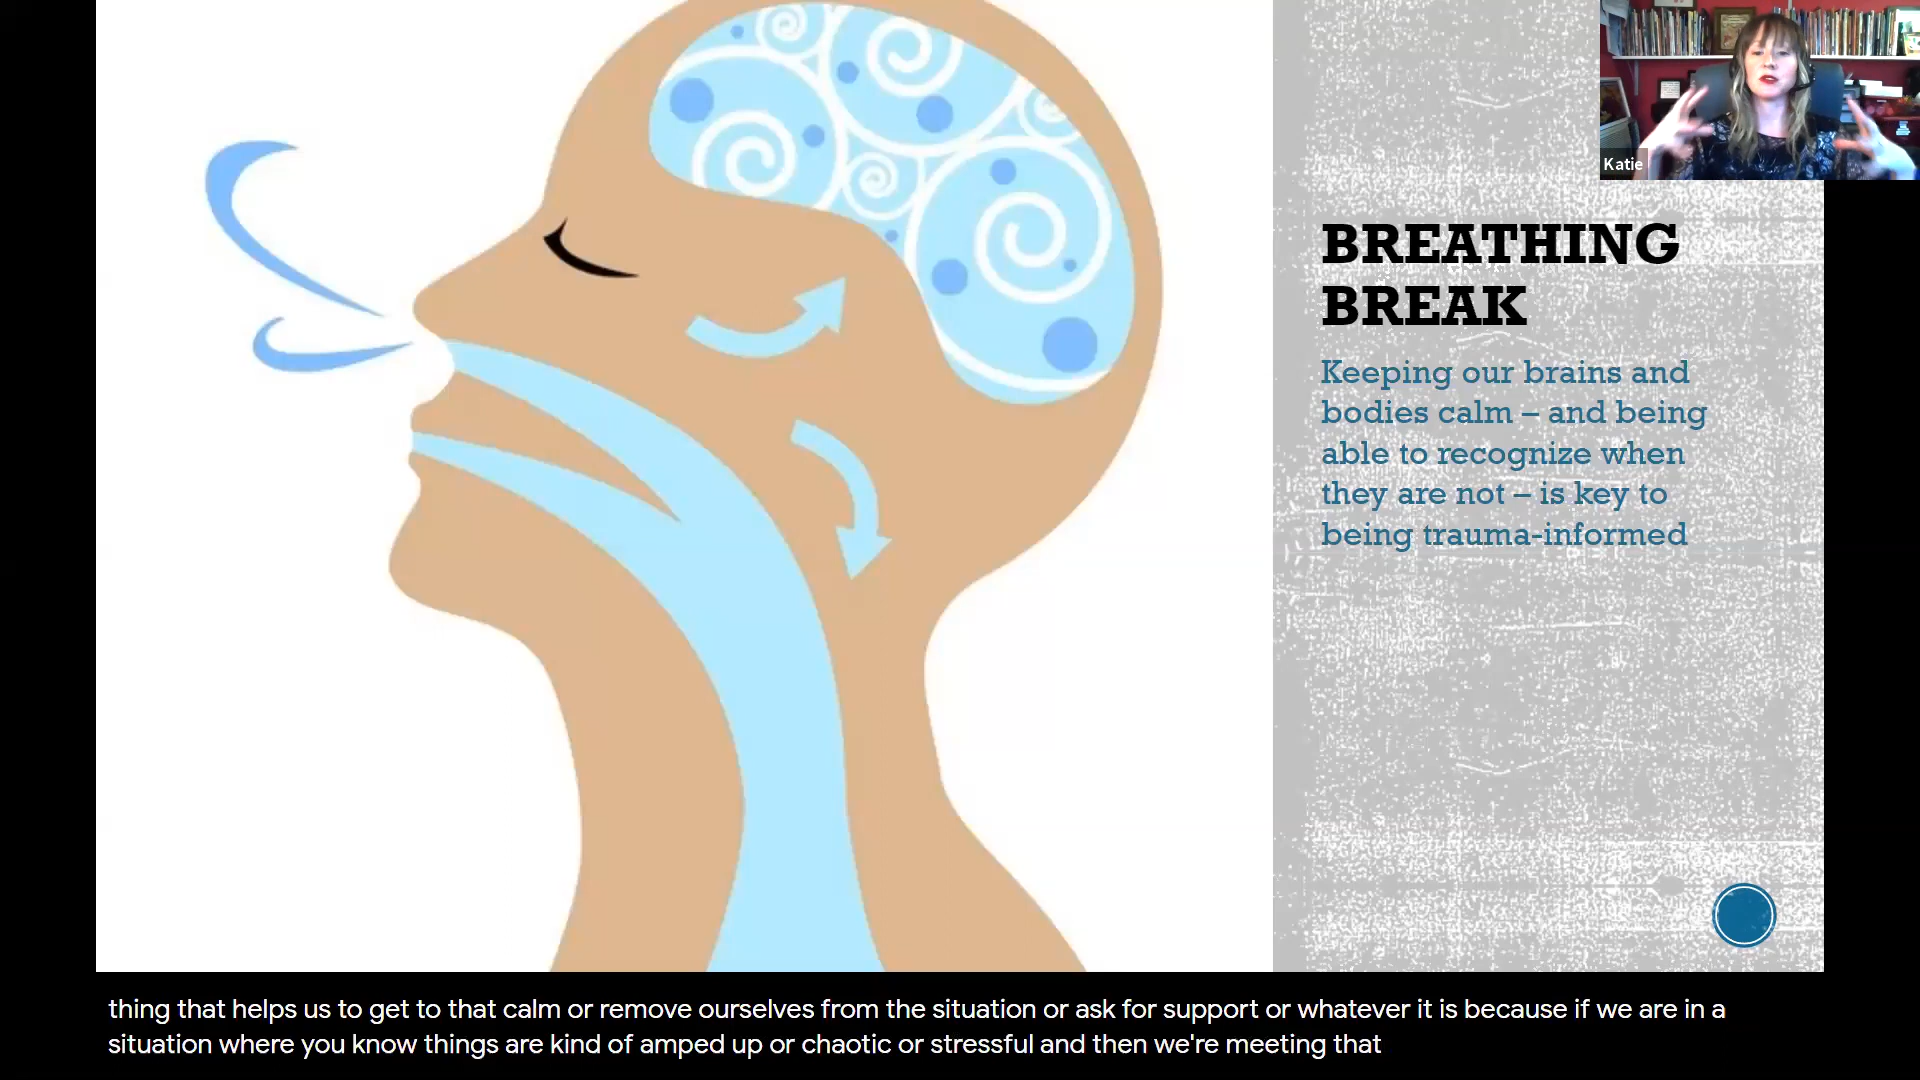 Katie
BREATHING
BREAK
Keeping our brains and
bodies calm – and being
able to recognize when
they are not – is key to
being trauma-informed
thing that helps us to get to that calm or remove ourselves from the situation or ask for support or whatever it is because if we are in a
situation where you know things are kind of amped up or chaotic or stressful and then we're meeting that